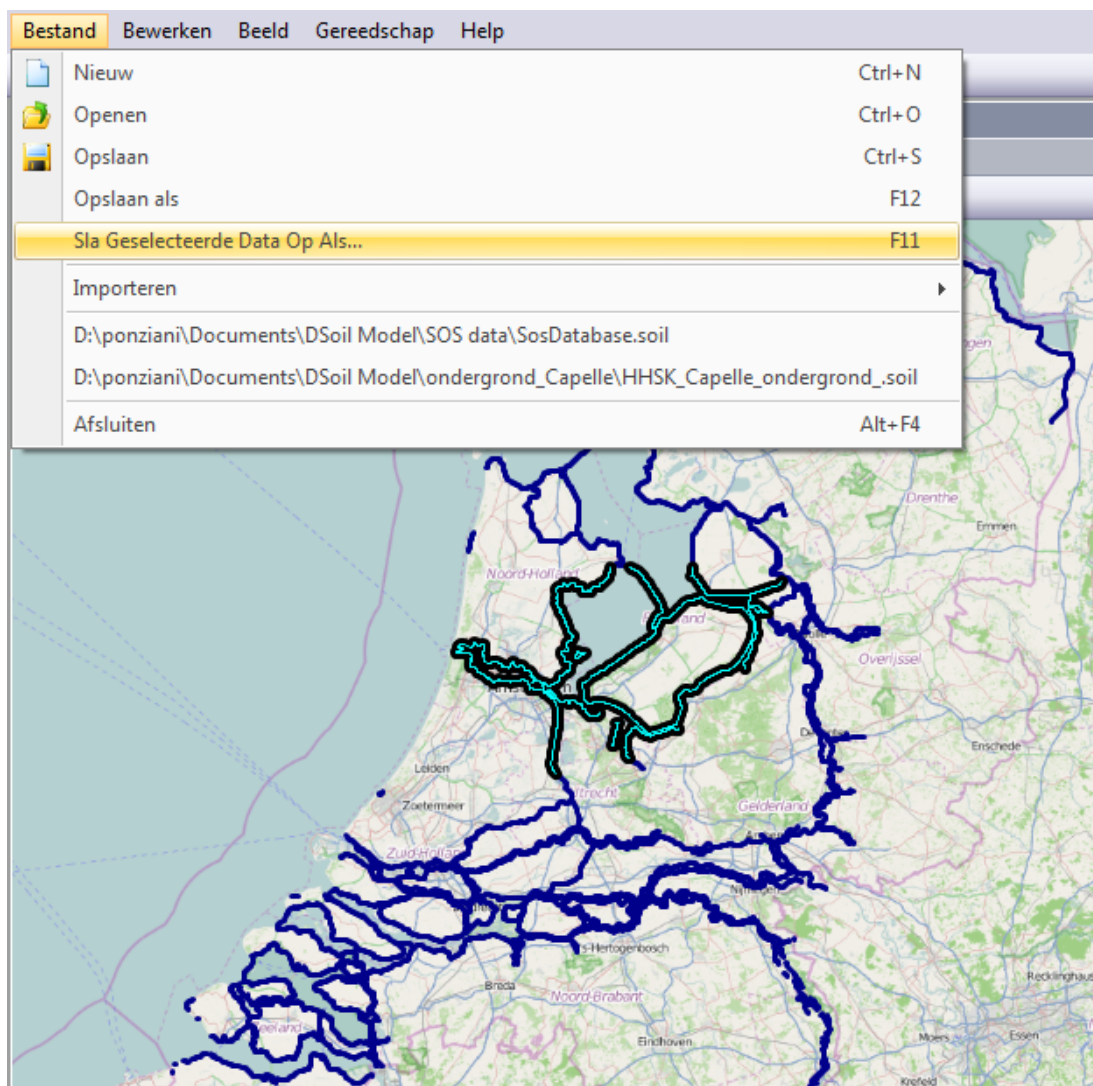 Bestand Bewerken Beeld Gereedschap Help
Nieuw Ctrl+N
Openen Ctrl+O
Opslaan Ctrl+S
Opslaan als F12
Sla Geselecteerde Data Op Als... F11
Importeren
D:\ponziani\Documents\DSoil Model\SOS data\SosDatabase.soil
D:\ponziani\Documents\DSoil Model\ondergrond_Capelle\HHSK_Capelle_ondergrond_.soil
Afsluiten Alt+F4
Drenthe
Emmen
Noord-Holland
Overijssel
Enschede
Leiden
Zoetermeer
Gelderland
Zuid-Holland
Nijmegen
's-Hertogenbosch
Breda
Noord-Brabant
Eindhoven
Moers
Essen
Krefeld